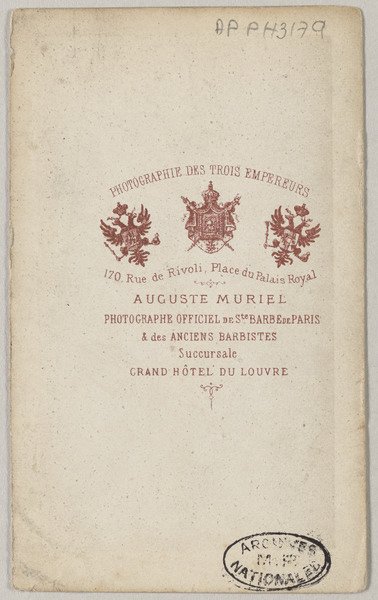 AP PH3179
PHOTOGRAPHIE DES TROIS EMPEREURS
170, Rue de Rivoli, Place du Palais Royal
AUGUSTE MURIEL
PHOTOGRAPHE OFFICIEL DE Ste BARBE DE PARIS
& des ANCIENS BARBISTES
Succursale
GRAND HÔTEL DU LOUVRE
ARCHIVES
NATIONALES